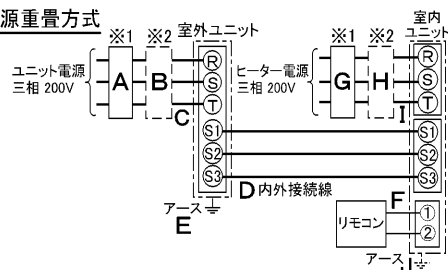 源重畳方式
※1 ※2 室外ユニット
ユニット電源
三相 200V
A B
R
S
T
C
S1
S2
S3
D 内外接続線
アース
E
※1 ※2 室内
ユニット
ヒーター電源
三相 200V
G H
R
S
T
I
S1
S2
S3
F
リモコン
①
②
アース